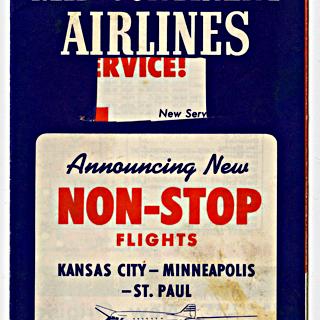 AIRLINES
ERVICE!
New Serv
Announcing New
NON-STOP
FLIGHTS
KANSAS CITY – MINNEAPOLIS
– ST. PAUL